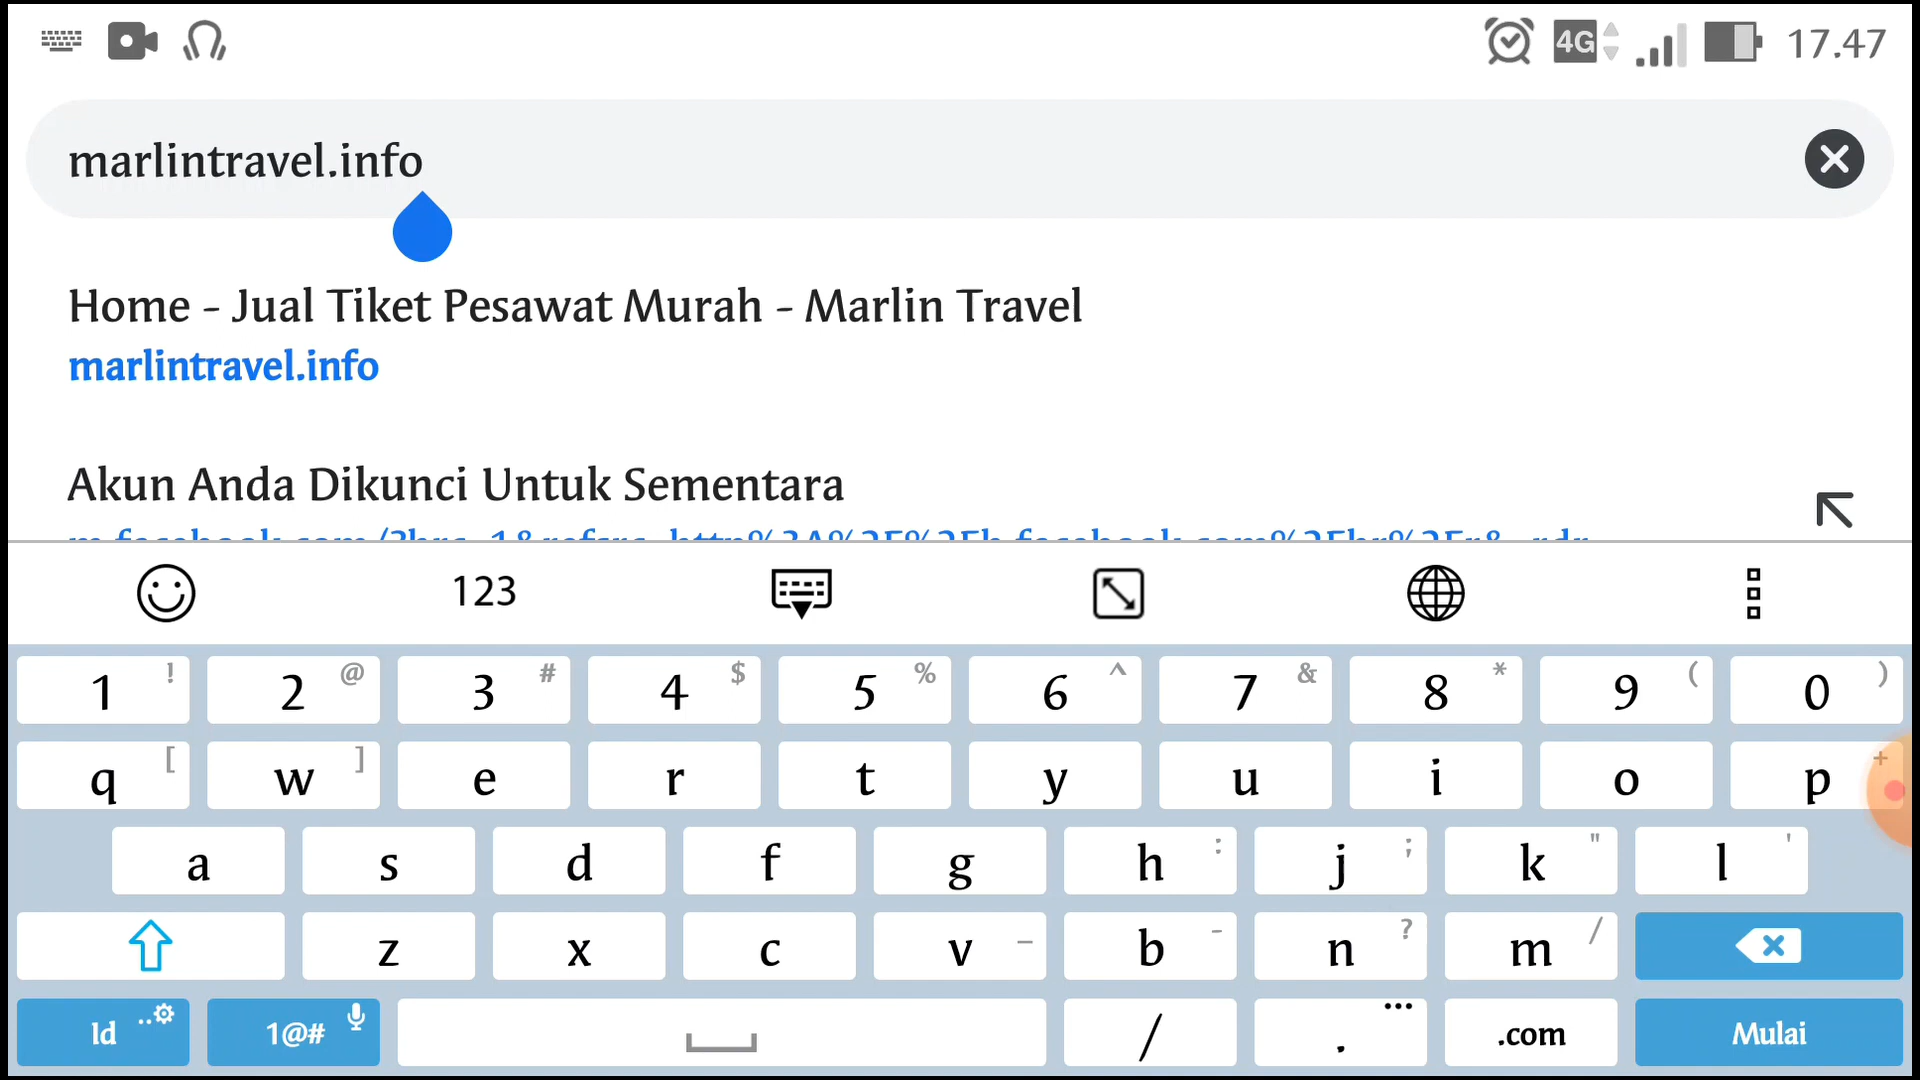 4G 17.47
marlintravel.info
Home - Jual Tiket Pesawat Murah - Marlin Travel
marlintravel.info
Akun Anda Dikunci Untuk Sementara
123
1 ! 2 @ 3 # 4 $ 5 % 6 ^ 7 & 8 * 9 ( 0 )
q [ w ] e r t y u i o p +
a s d f g h : j ; k " l '
z x c v _ b - n ? m /
Id 1@# / . ... .com Mulai